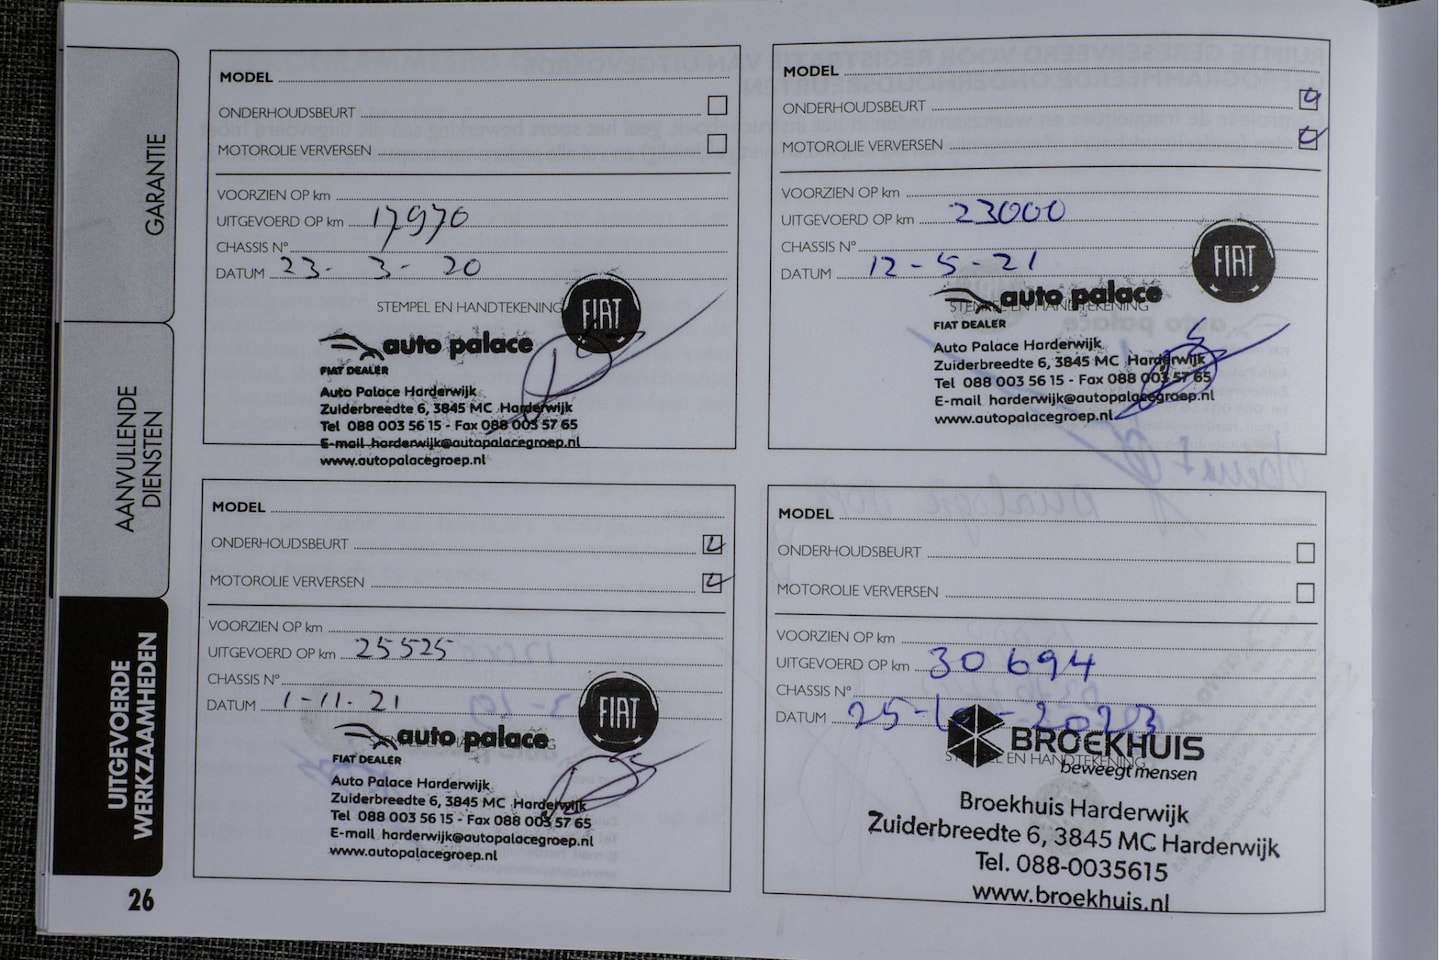 GARANTIE
AANVULLENDE
DIENSTEN
UITGEVOERDE
WERKZAAMHEDEN
26
MODEL
ONDERHOUDSBEURT
MOTOROLIE VERVERSEN
VOORZIEN OP km
UITGEVOERD OP km 17970
CHASSIS N°
DATUM 23-3-20
STEMPEL EN HANDTEKENING
FIAT
auto palace
FIAT DEALER
Auto Palace Harderwijk
Zuiderbreedte 6, 3845 MC Harderwijk
Tel 088 003 56 15 - Fax 088 003 57 65
E-mail harderwijk@autopalacegroep.nl
www.autopalacegroep.nl
MODEL
ONDERHOUDSBEURT
MOTOROLIE VERVERSEN
VOORZIEN OP km
UITGEVOERD OP km 23000
CHASSIS N°
DATUM 12-5-21
FIAT
auto palace
STEMPEL EN HANDTEKENING
FIAT DEALER
Auto Palace Harderwijk
Zuiderbreedte 6, 3845 MC Harderwijk
Tel 088 003 56 15 - Fax 088 003 57 65
E-mail harderwijk@autopalacegroep.nl
www.autopalacegroep.nl
MODEL
ONDERHOUDSBEURT
MOTOROLIE VERVERSEN
VOORZIEN OP km
UITGEVOERD OP km 25525
CHASSIS N°
DATUM 1-11-21
FIAT
auto palace
FIAT DEALER
Auto Palace Harderwijk
Zuiderbreedte 6, 3845 MC Harderwijk
Tel 088 003 56 15 - Fax 088 003 57 65
E-mail harderwijk@autopalacegroep.nl
www.autopalacegroep.nl
MODEL
ONDERHOUDSBEURT
MOTOROLIE VERVERSEN
VOORZIEN OP km
UITGEVOERD OP km 30694
CHASSIS N°
DATUM 25-10-2023
BROEKHUIS
STEMPEL EN HANDTEKENING
beweegt mensen
Broekhuis Harderwijk
Zuiderbreedte 6, 3845 MC Harderwijk
Tel. 088-0035615
www.broekhuis.nl